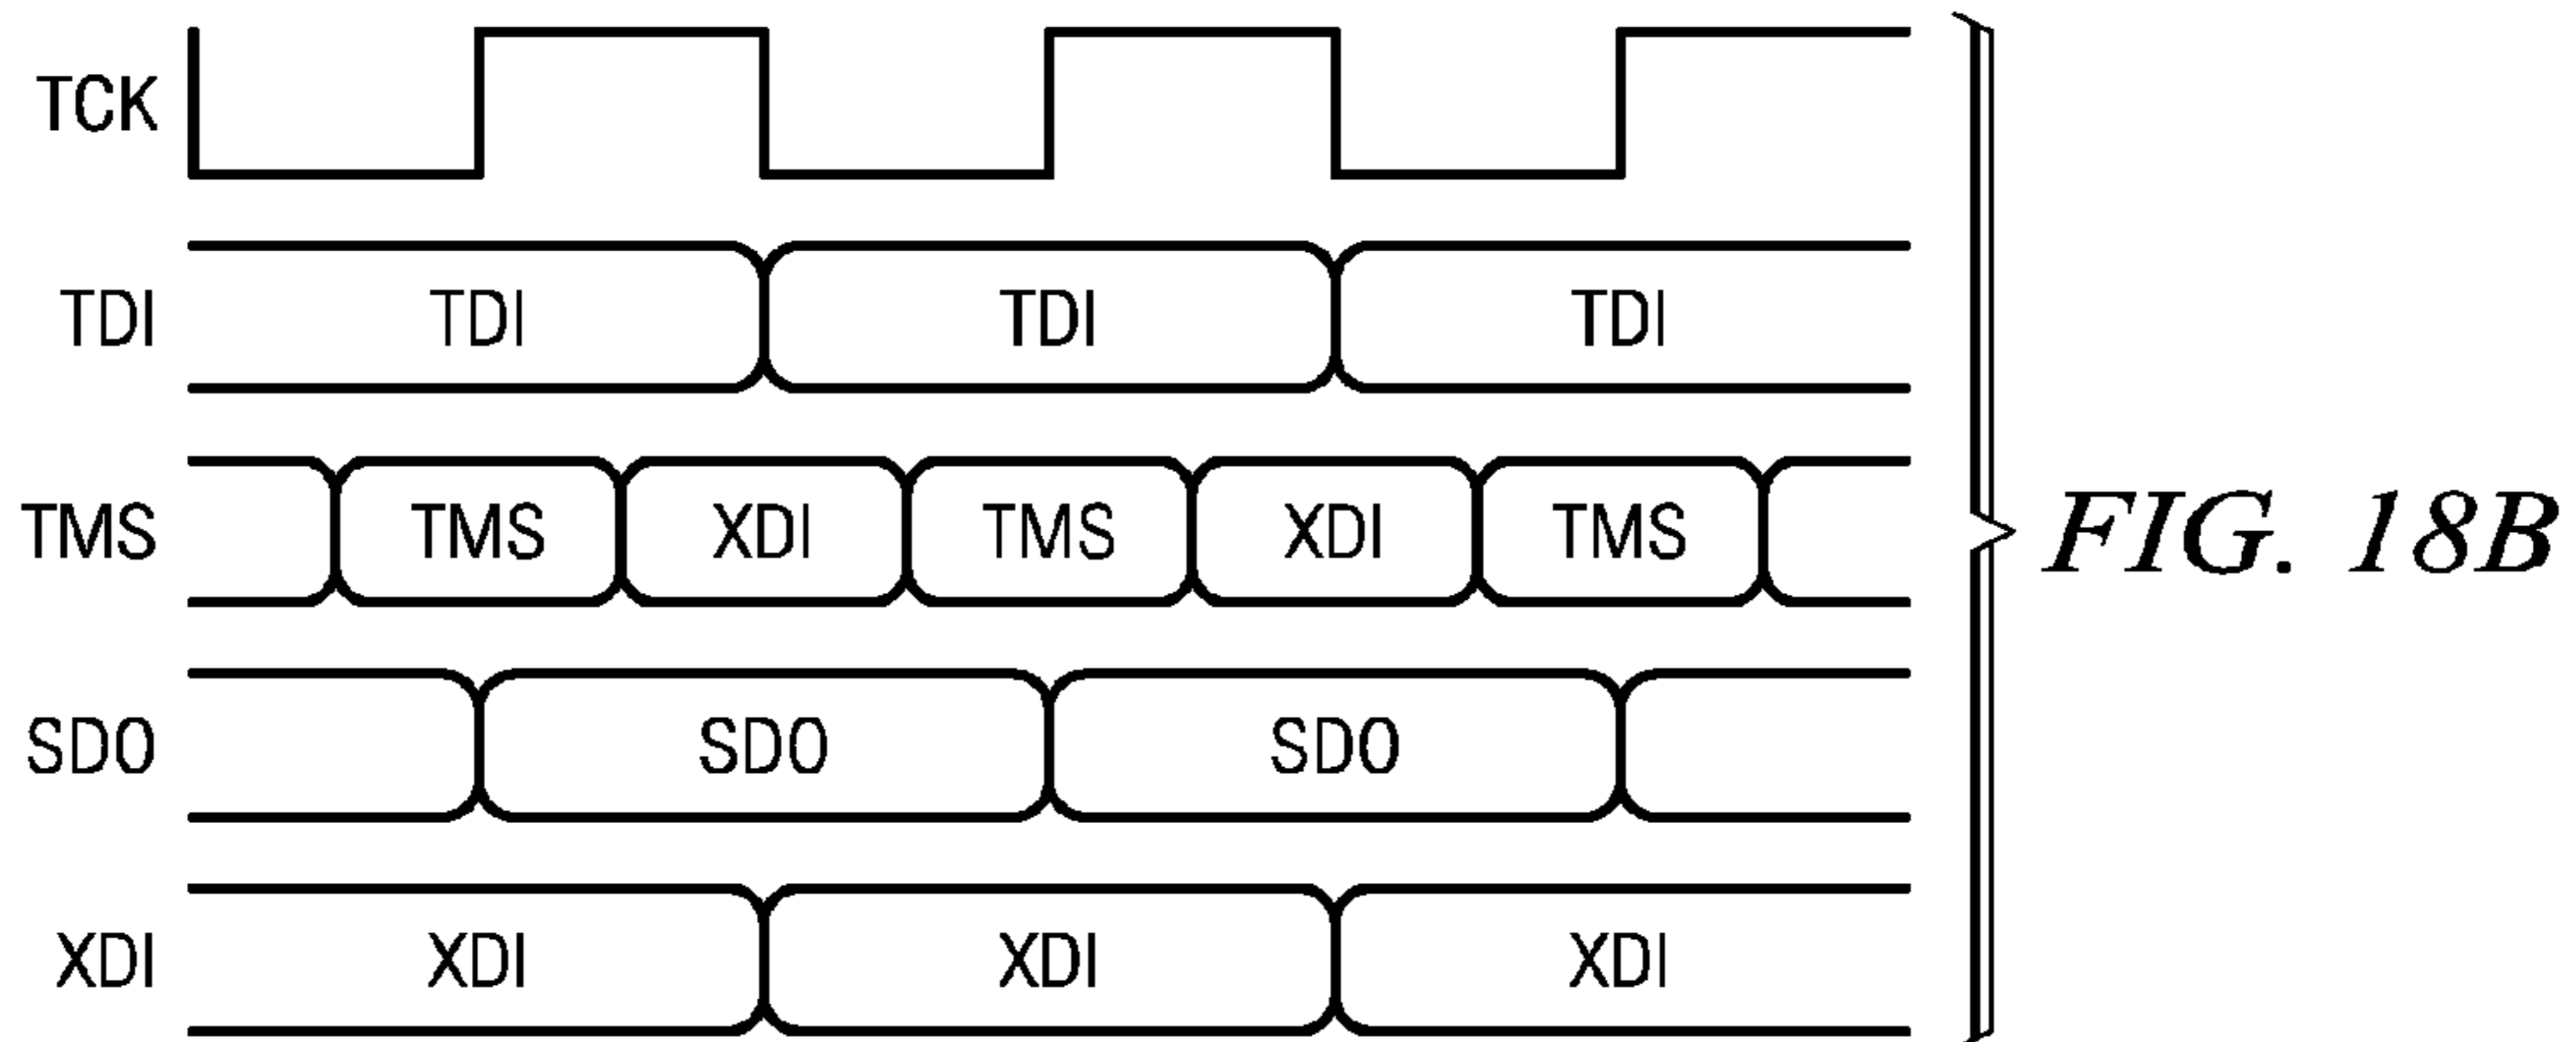 TCK
TDI TDI TDI TDI
TMS TMS XDI TMS XDI TMS
SDO SDO SDO
XDI XDI XDI XDI
FIG. 18B